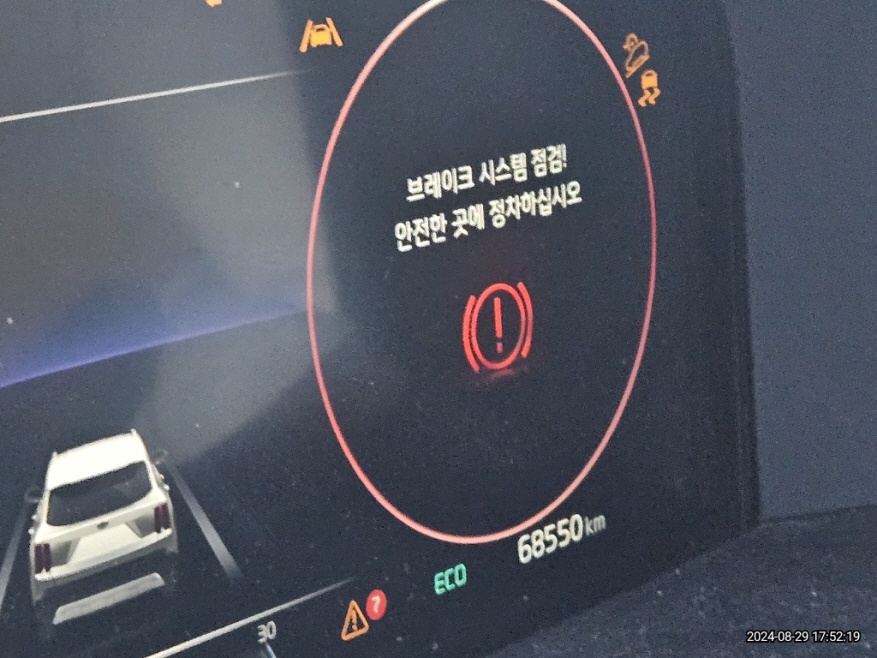 브레이크 시스템 점검!
안전한 곳에 정차하십시오
68550 km
ECO
7
30
2024-08-29 17:52:19